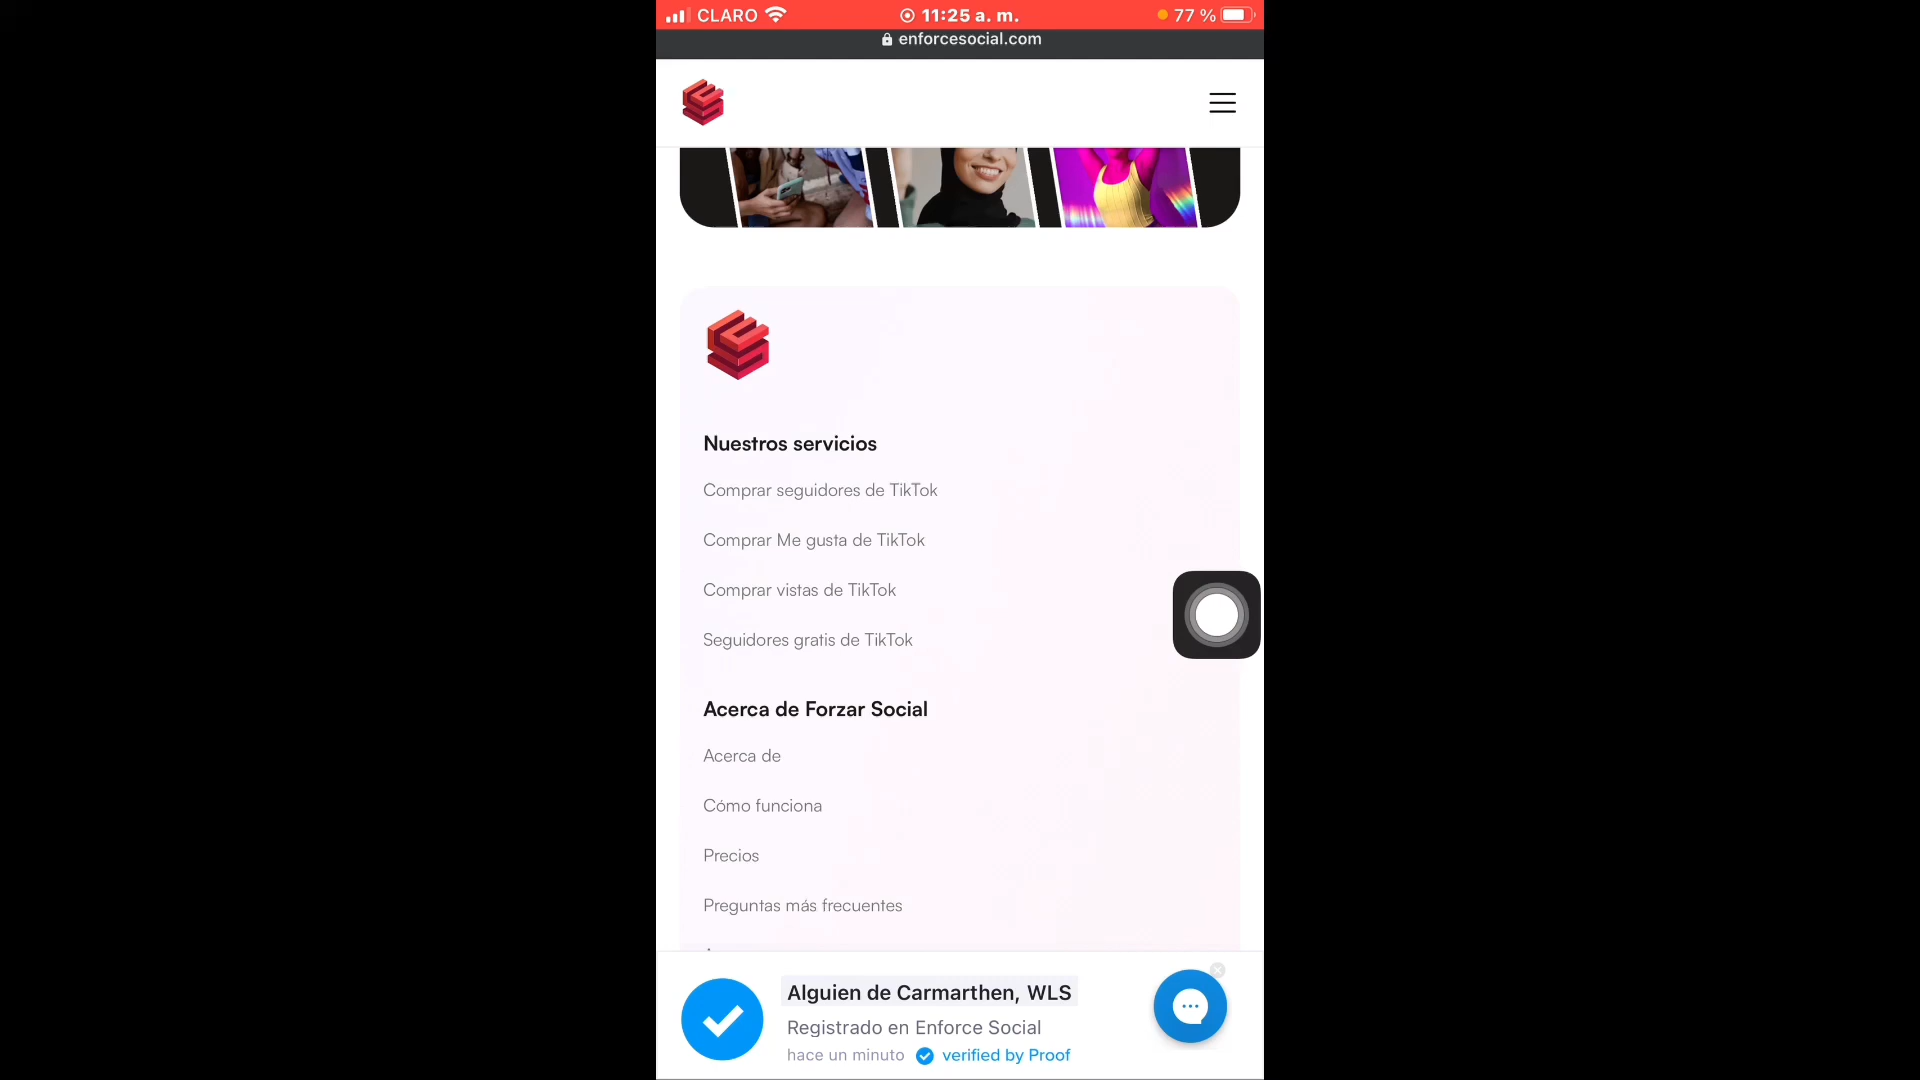 CLARO 11:25 a. m. 77 %
enforcesocial.com
Nuestros servicios
Comprar seguidores de TikTok
Comprar Me gusta de TikTok
Comprar vistas de TikTok
Seguidores gratis de TikTok
Acerca de Forzar Social
Acerca de
Cómo funciona
Precios
Preguntas más frecuentes
Alguien de Carmarthen, WLS
Registrado en Enforce Social
hace un minuto verified by Proof